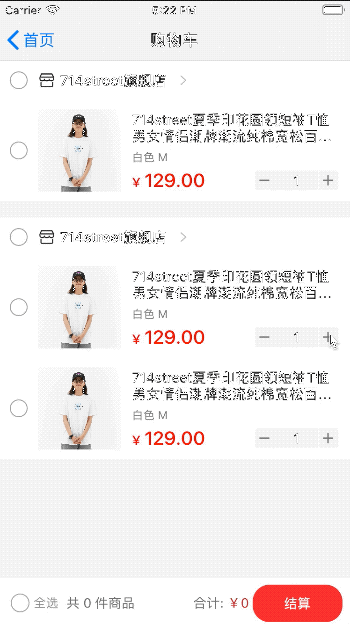 Carrier 5:22 PM
首页 购物车
714street旗舰店
714street夏季印花圆领短袖T恤
男女情侣潮牌潮流纯棉宽松百...
白色 M
¥ 129.00 1
714street旗舰店
714street夏季印花圆领短袖T恤
男女情侣潮牌潮流纯棉宽松百...
白色 M
¥ 129.00 1
714street夏季印花圆领短袖T恤
男女情侣潮牌潮流纯棉宽松百...
白色 M
¥ 129.00 1
全选 共 0 件商品 合计: ¥ 0 结算